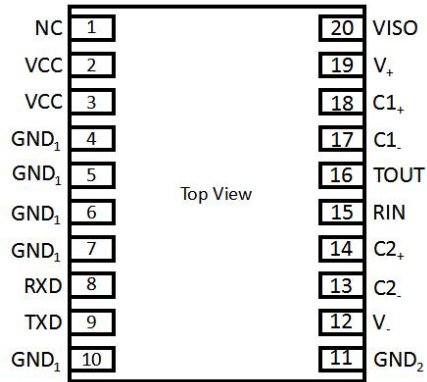 NC 1 20 VISO
VCC 2 19 V₊
VCC 3 18 C1₊
GND₁ 4 17 C1₋
GND₁ 5 16 TOUT
Top View
GND₁ 6 15 RIN
GND₁ 7 14 C2₊
RXD 8 13 C2₋
TXD 9 12 V₋
GND₁ 10 11 GND₂